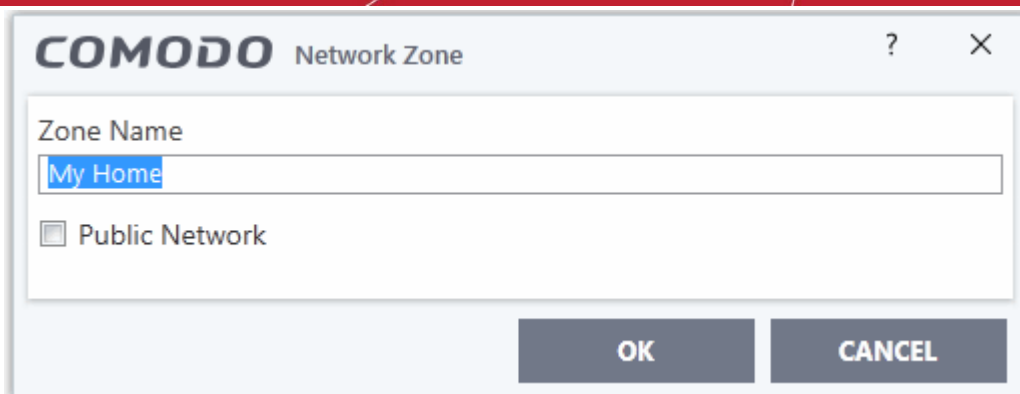 COMODO Network Zone ? ×
Zone Name
My Home
Public Network
OK CANCEL